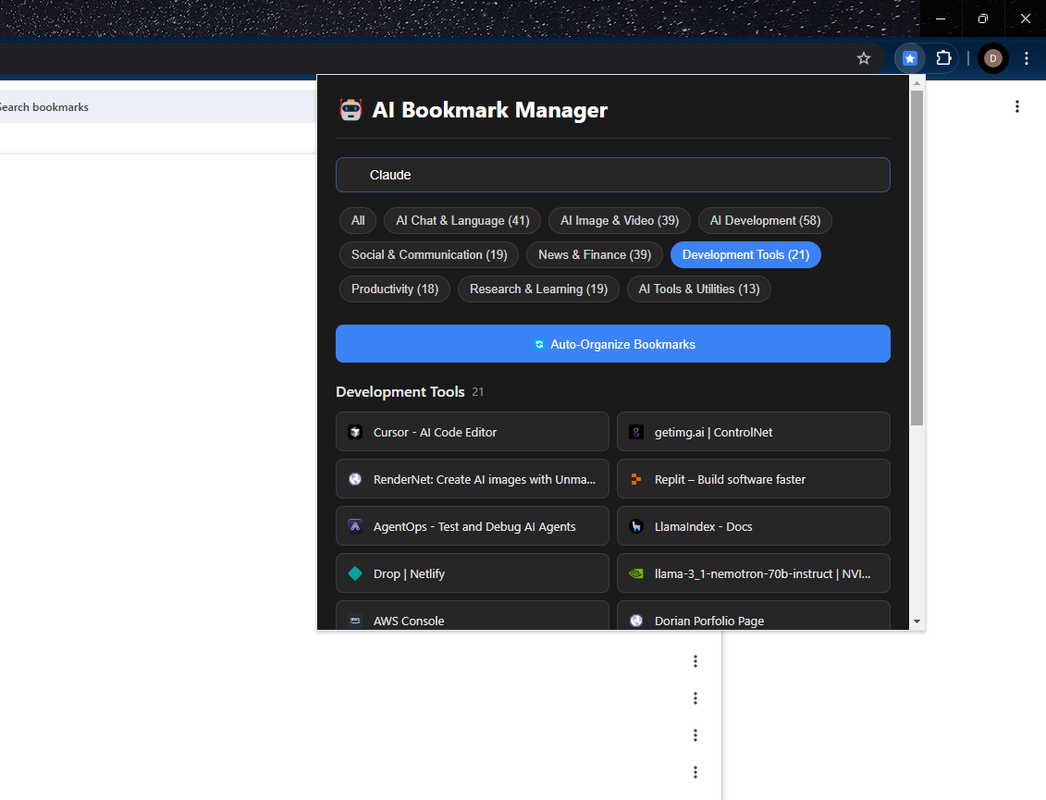 Search bookmarks
D
AI Bookmark Manager
Claude
All
AI Chat & Language (41)
AI Image & Video (39)
AI Development (58)
Social & Communication (19)
News & Finance (39)
Development Tools (21)
Productivity (18)
Research & Learning (19)
AI Tools & Utilities (13)
Auto-Organize Bookmarks
Development Tools 21
Cursor - AI Code Editor
getimg.ai | ControlNet
RenderNet: Create AI images with Unma...
Replit – Build software faster
AgentOps - Test and Debug AI Agents
LlamaIndex - Docs
Drop | Netlify
llama-3_1-nemotron-70b-instruct | NVI...
AWS Console
Dorian Porfolio Page